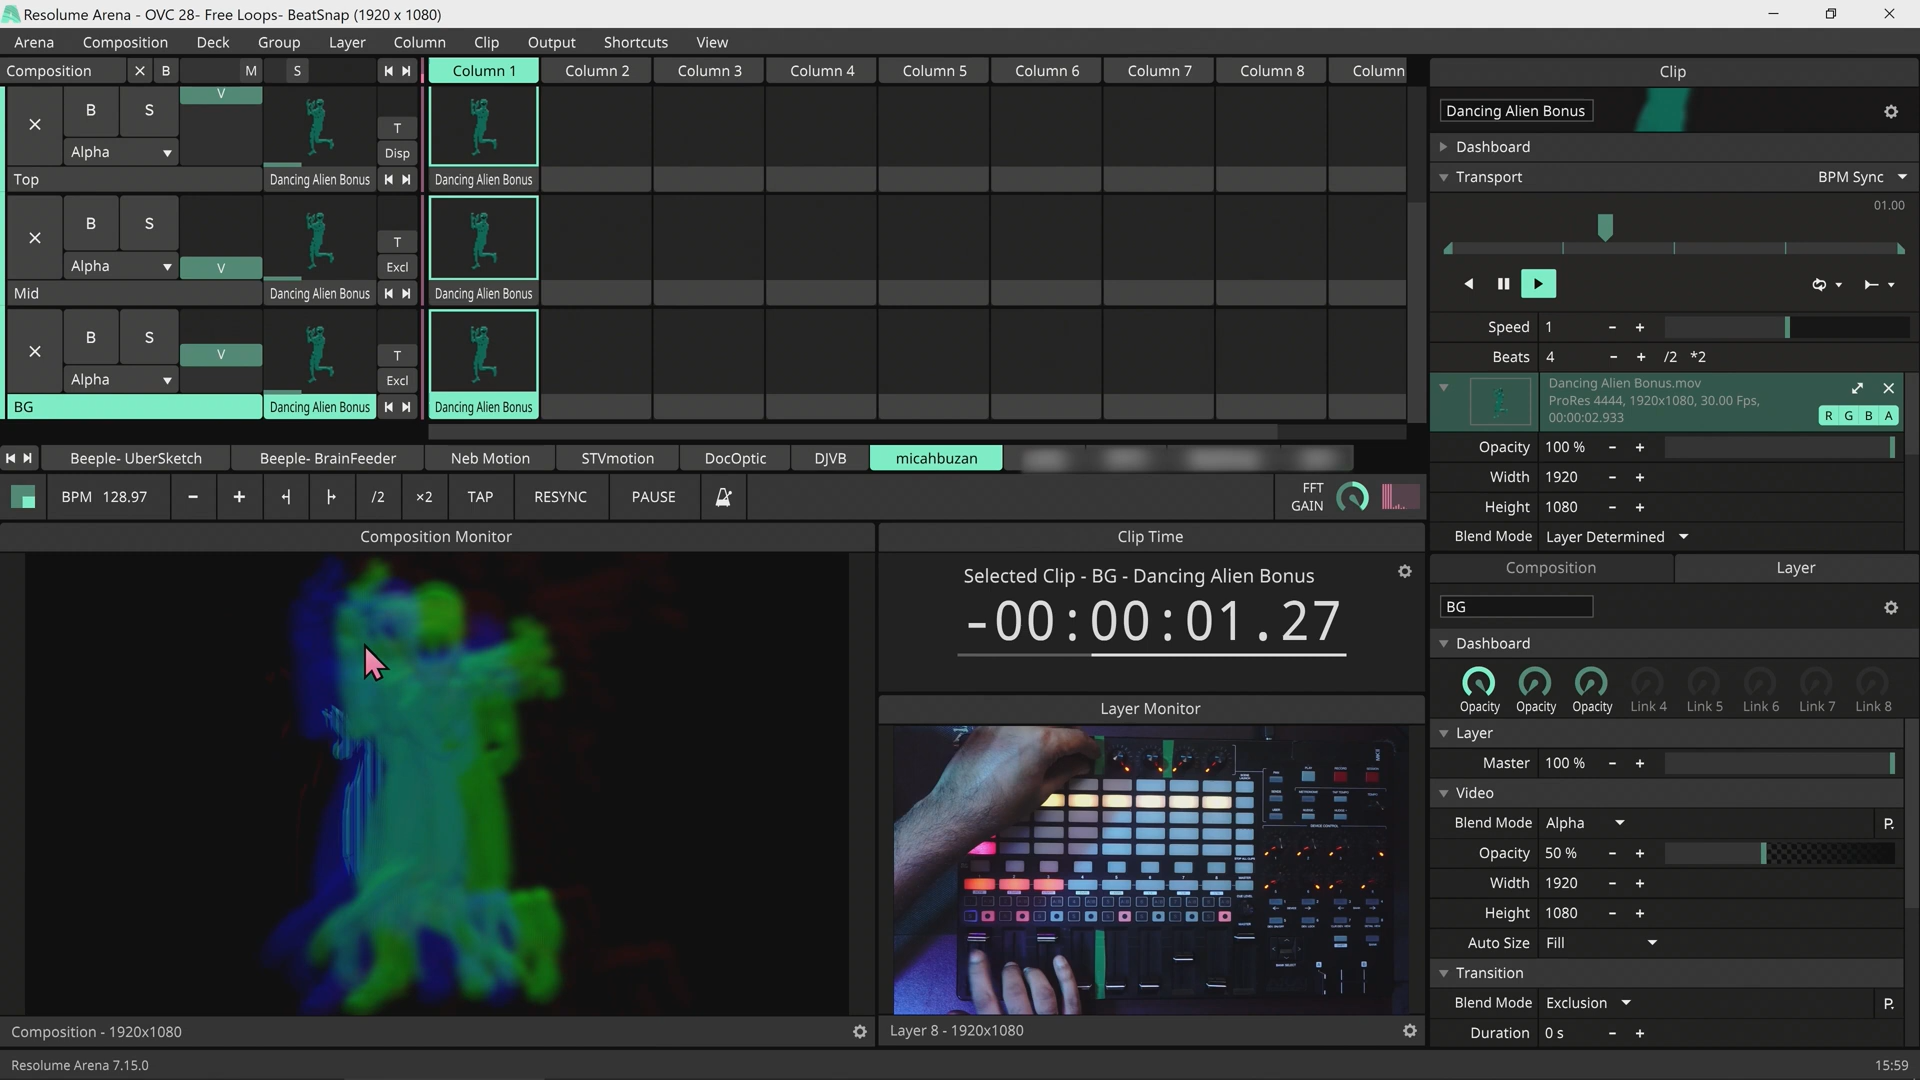 Resolume Arena - OVC 28- Free Loops- BeatSnap (1920 x 1080)
Arena Composition Deck Group Layer Column Clip Output Shortcuts View
Composition B M S Column 1 Column 2 Column 3 Column 4 Column 5 Column 6 Column 7 Column 8 Column
B S V T
Alpha Disp
Top Dancing Alien Bonus Dancing Alien Bonus
B S T
Alpha V Excl
Mid Dancing Alien Bonus Dancing Alien Bonus
B S V T
Alpha Excl
BG Dancing Alien Bonus Dancing Alien Bonus
Beeple- UberSketch Beeple- BrainFeeder Neb Motion STVmotion DocOptic DJVB micahbuzan
BPM 128.97 - + /2 ×2 TAP RESYNC PAUSE FFT GAIN
Composition Monitor
Composition - 1920x1080
Clip Time
Selected Clip - BG - Dancing Alien Bonus
-00:00:01.27
Layer Monitor
Layer 8 - 1920x1080
Clip
Dancing Alien Bonus
Dashboard
Transport BPM Sync
01.00
Speed 1 - +
Beats 4 - + /2 *2
Dancing Alien Bonus.mov
ProRes 4444, 1920x1080, 30.00 Fps,
00:00:02.933 R G B A
Opacity 100 % - +
Width 1920 - +
Height 1080 - +
Blend Mode Layer Determined
Composition Layer
BG
Dashboard
Opacity Opacity Opacity Link 4 Link 5 Link 6 Link 7 Link 8
Layer
Master 100 % - +
Video
Blend Mode Alpha P.
Opacity 50 % - +
Width 1920 - +
Height 1080 - +
Auto Size Fill
Transition
Blend Mode Exclusion P.
Duration 0 s - +
Resolume Arena 7.15.0 15:59